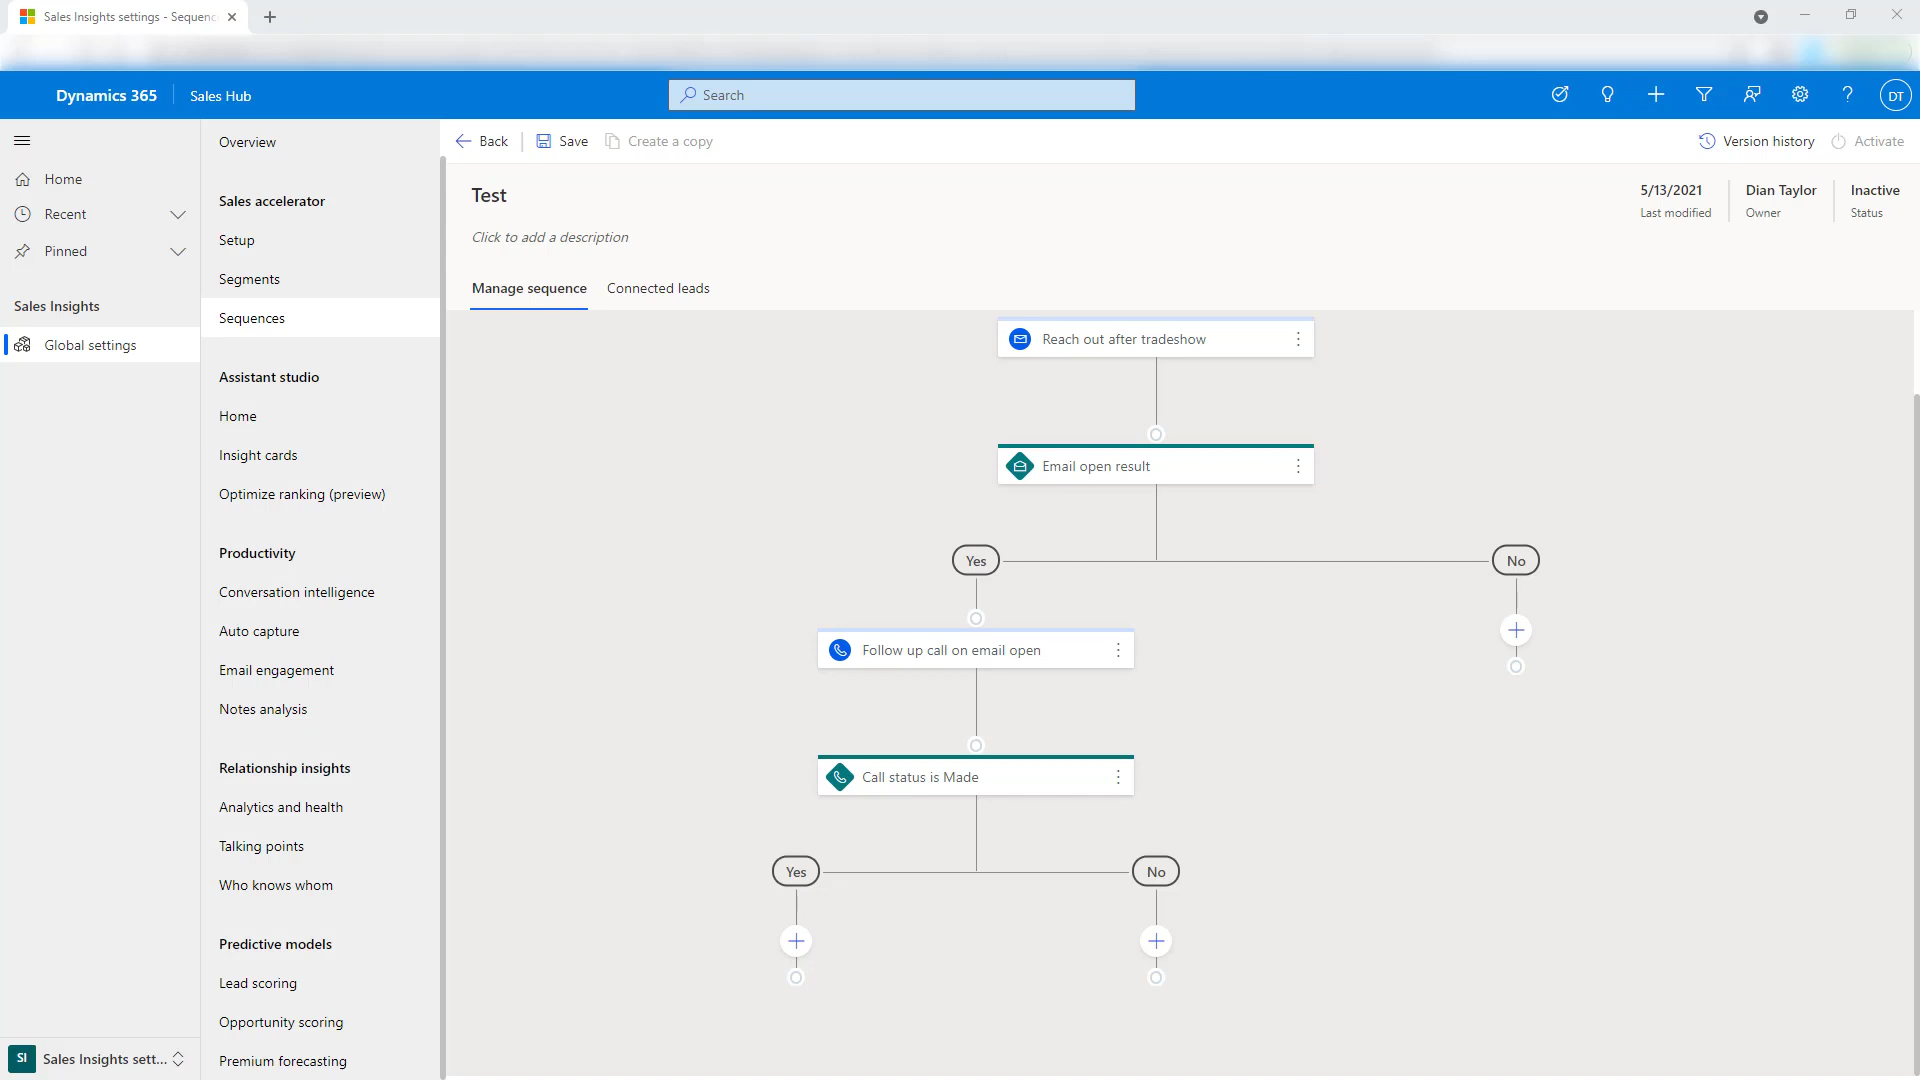 Sales Insights settings - Sequenc
Dynamics 365
Sales Hub
Search
DT
Home
Recent
Pinned
Sales Insights
Global settings
SI
Sales Insights sett...
Overview
Sales accelerator
Setup
Segments
Sequences
Assistant studio
Home
Insight cards
Optimize ranking (preview)
Productivity
Conversation intelligence
Auto capture
Email engagement
Notes analysis
Relationship insights
Analytics and health
Talking points
Who knows whom
Predictive models
Lead scoring
Opportunity scoring
Premium forecasting
Back
Save
Create a copy
Version history
Activate
Test
Click to add a description
5/13/2021
Last modified
Dian Taylor
Owner
Inactive
Status
Manage sequence
Connected leads
Reach out after tradeshow
Email open result
Yes
No
Follow up call on email open
Call status is Made
Yes
No